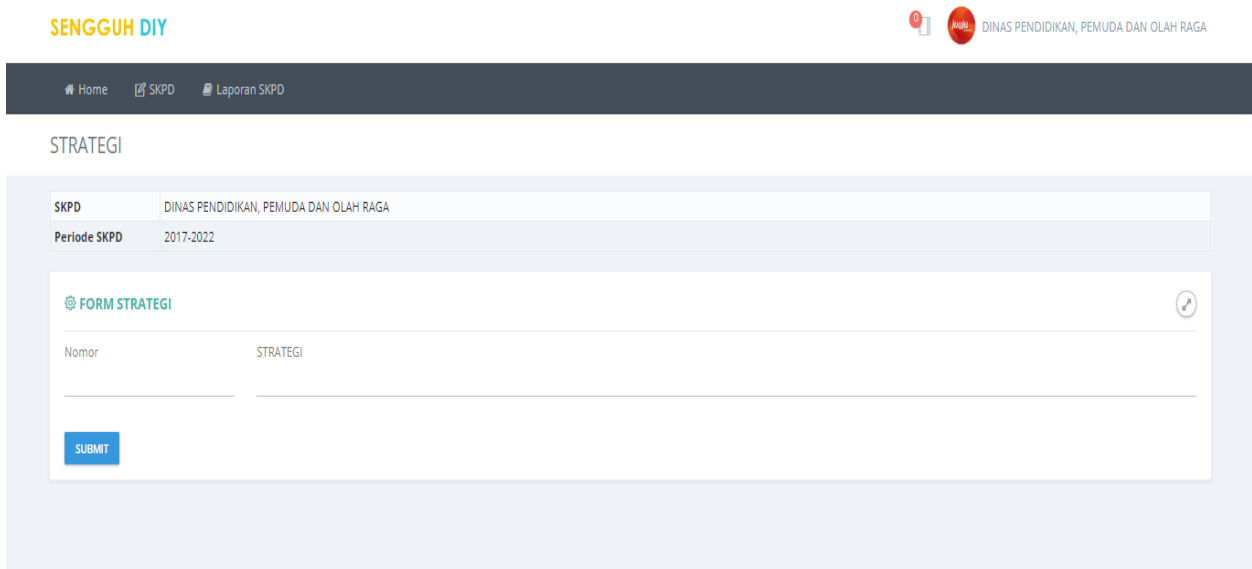 SENGGUH DIY
0
Jogja
DINAS PENDIDIKAN, PEMUDA DAN OLAH RAGA
Home SKPD Laporan SKPD
STRATEGI
SKPD DINAS PENDIDIKAN, PEMUDA DAN OLAH RAGA
Periode SKPD 2017-2022
FORM STRATEGI
Nomor STRATEGI
SUBMIT